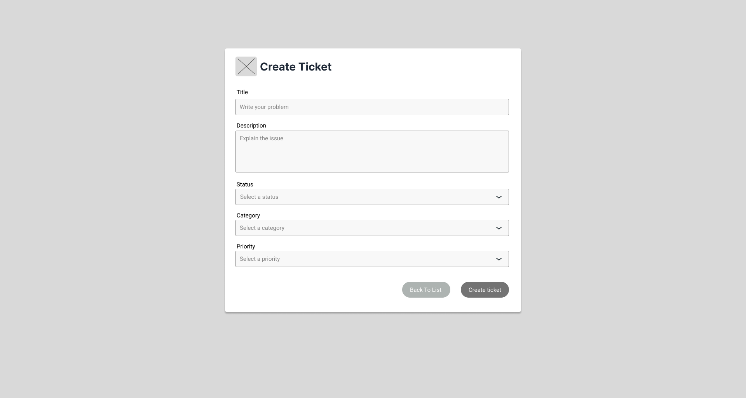 Create Ticket
Title
Write your problem
Description
Explain the issue
Status
Select a status
Category
Select a category
Priority
Select a priority
Back To List
Create ticket